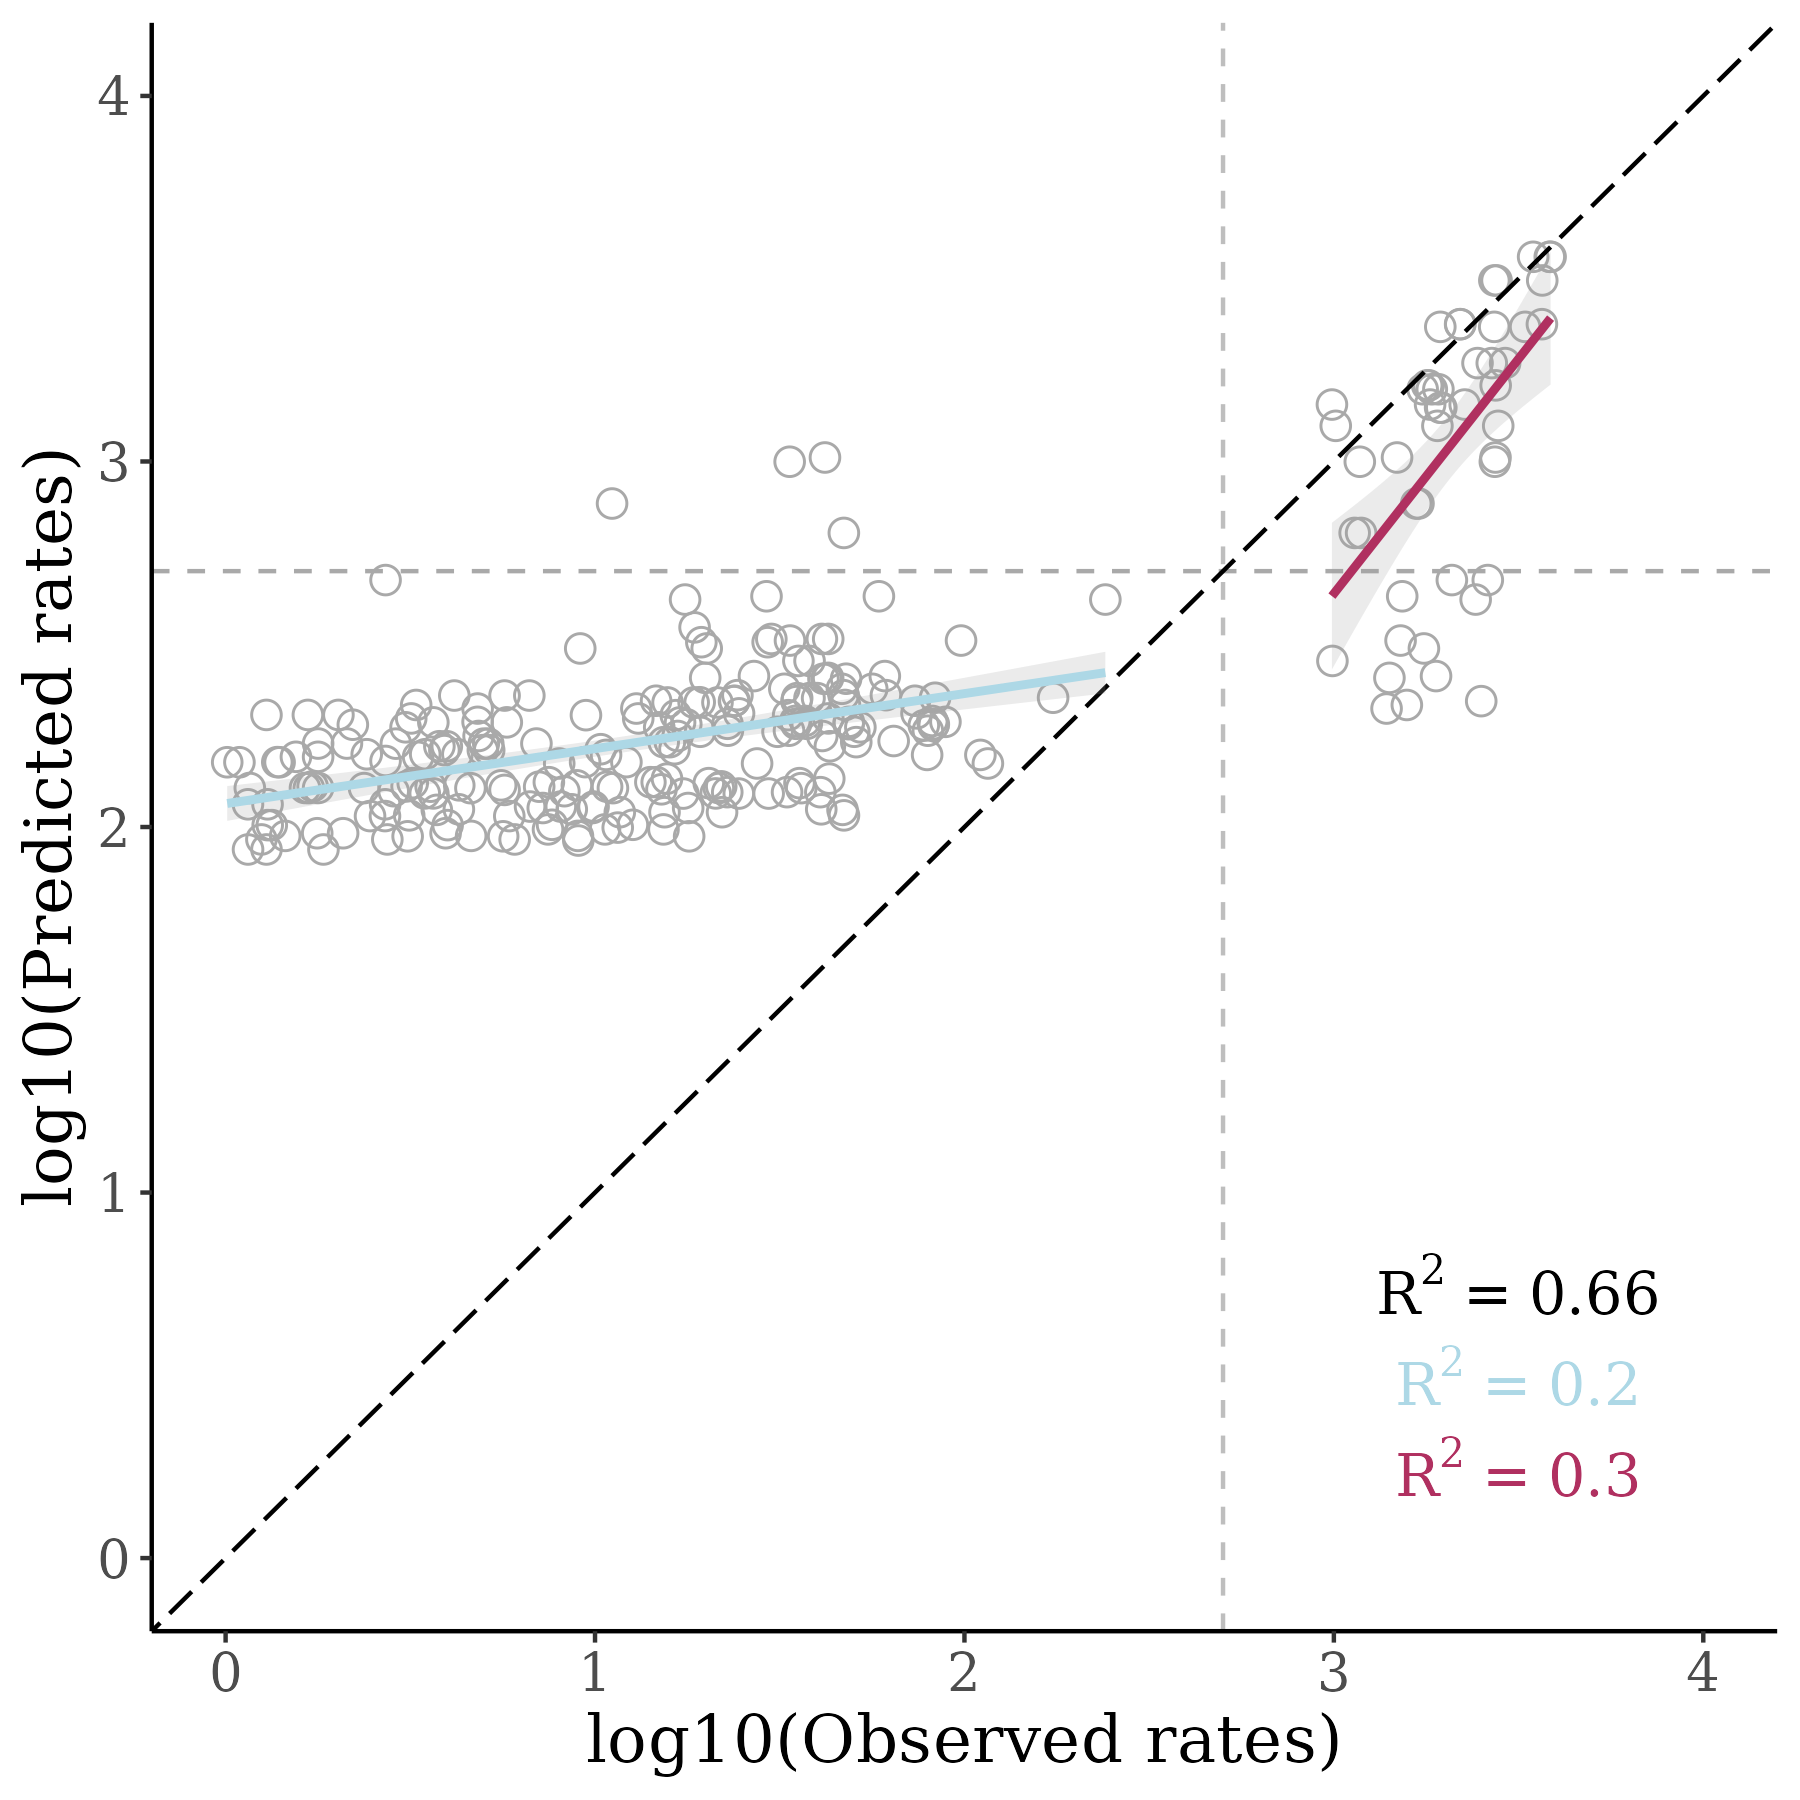 4
3
2
1
0
log10(Predicted rates)
R² = 0.66
R² = 0.2
R² = 0.3
0 1 2 3 4
log10(Observed rates)